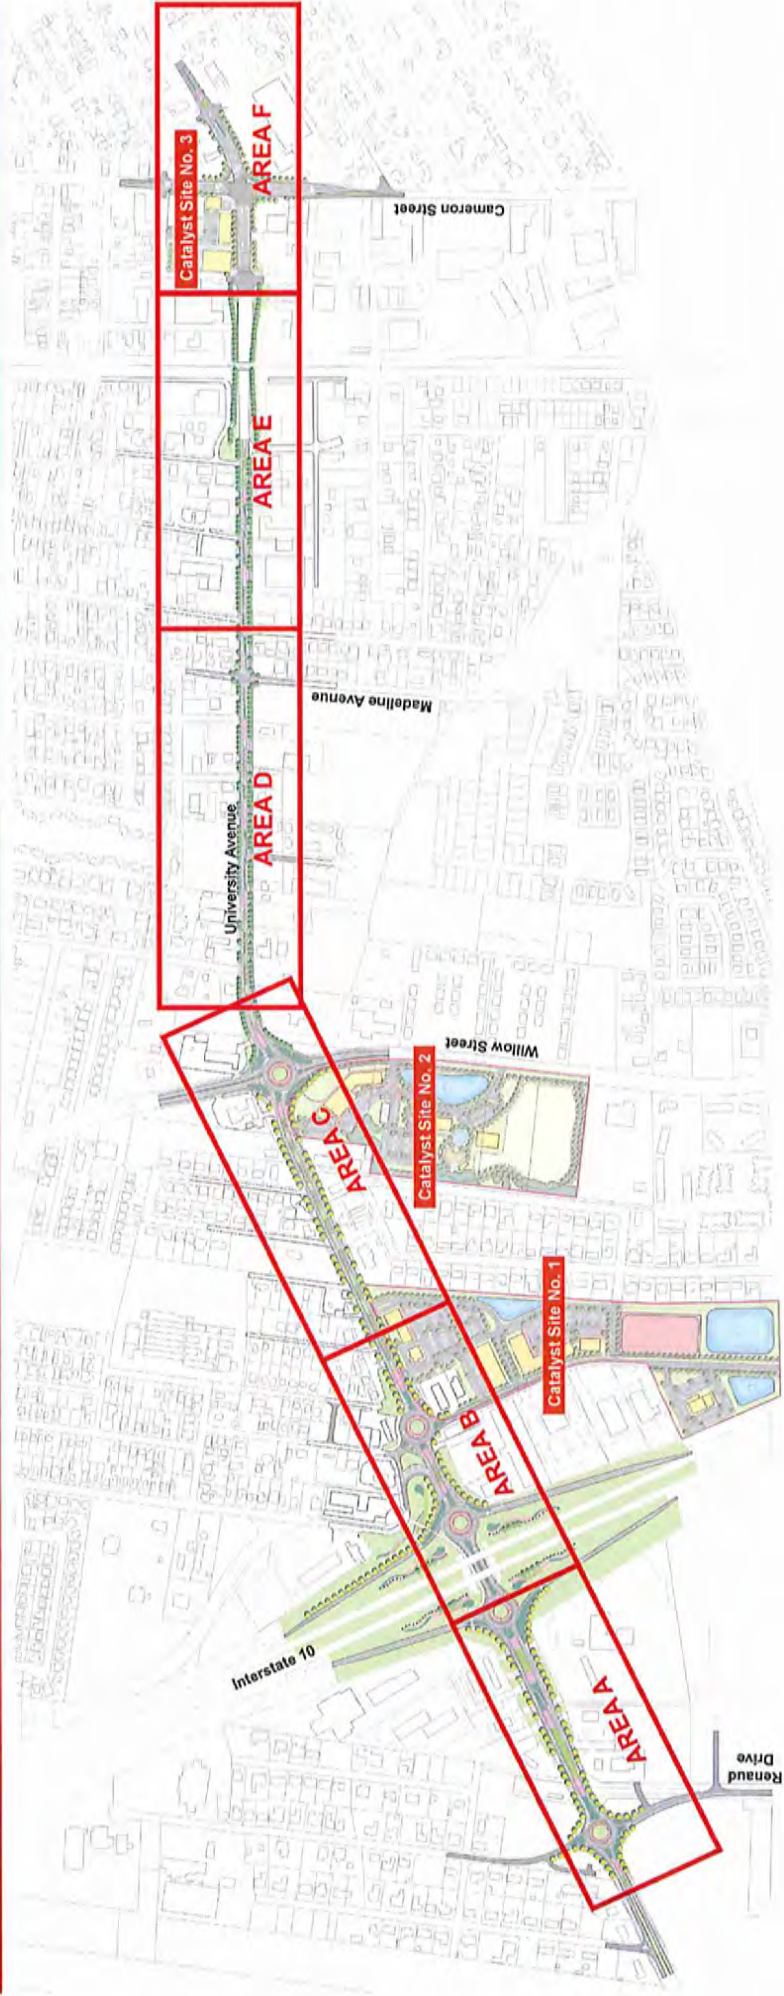 Catalyst Site No. 3
AREA F
Cameron Street
AREA E
Madeline Avenue
University Avenue
AREA D
Willow Street
Catalyst Site No. 2
AREA C
Catalyst Site No. 1
AREA B
Interstate 10
AREA A
Renaud
Drive